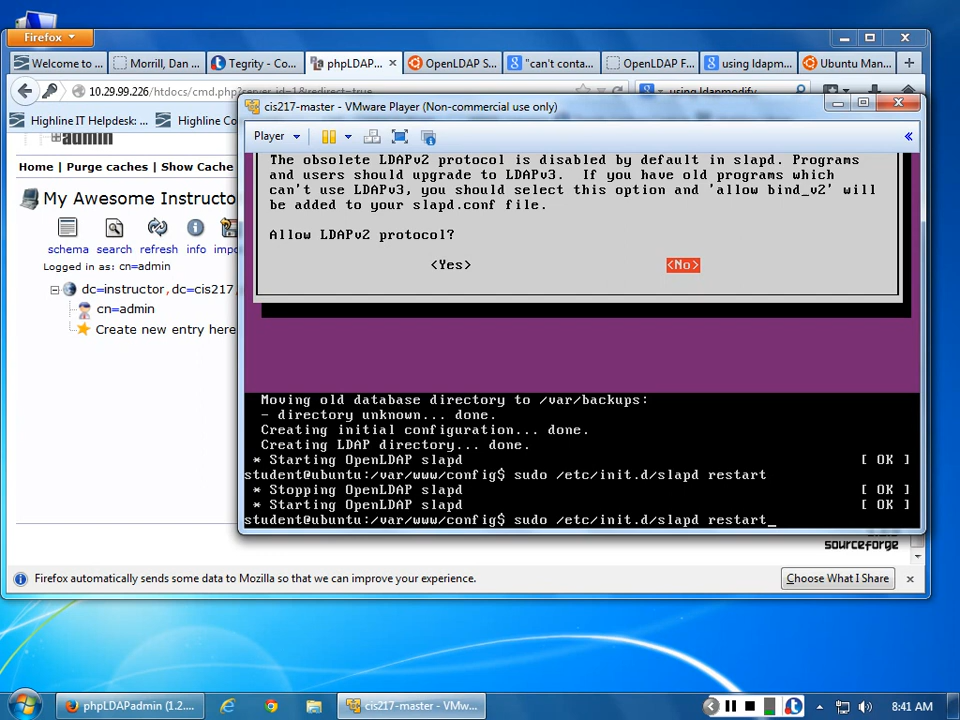 Firefox
Welcome to ...
Morrill, Dan ...
Tegrity - Co...
phpLDAP...
OpenLDAP S...
"can't conta...
OpenLDAP F...
using ldapm...
Ubuntu Man...
10.29.99.226/htdocs/cmd.php?server_id=1&redirect=true
using ldapmodify
Highline IT Helpdesk: ...
Highline Co
admin
Home | Purge caches | Show Cache
My Awesome Instructo
schema
search
refresh
info
impo
Logged in as: cn=admin
dc=instructor,dc=cis217,
cn=admin
Create new entry here
cis217-master - VMware Player (Non-commercial use only)
Player
The obsolete LDAPv2 protocol is disabled by default in slapd. Programs
and users should upgrade to LDAPv3. If you have old programs which
can't use LDAPv3, you should select this option and 'allow bind_v2' will
be added to your slapd.conf file.
Allow LDAPv2 protocol?
<Yes> <No>
Moving old database directory to /var/backups:
- directory unknown... done.
Creating initial configuration... done.
Creating LDAP directory... done.
* Starting OpenLDAP slapd [ OK ]
student@ubuntu:/var/www/config$ sudo /etc/init.d/slapd restart
* Stopping OpenLDAP slapd [ OK ]
* Starting OpenLDAP slapd [ OK ]
student@ubuntu:/var/www/config$ sudo /etc/init.d/slapd restart_
sourceforge
Firefox automatically sends some data to Mozilla so that we can improve your experience.
Choose What I Share
phpLDAPadmin (1.2....
cis217-master - VMw...
8:41 AM